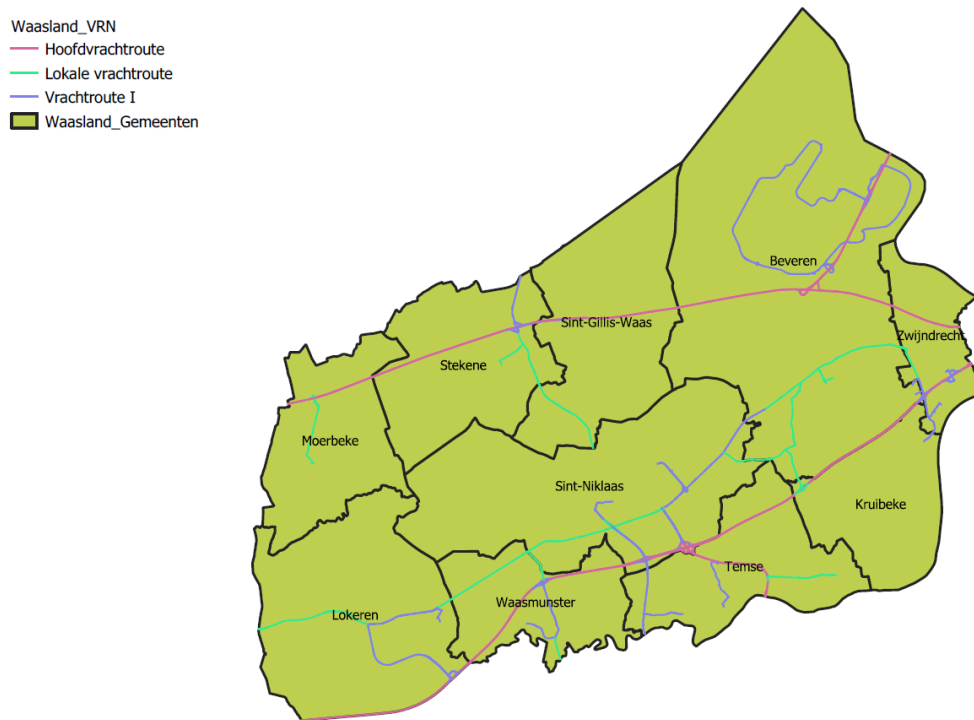 Waasland_VRN
Hoofdvrachtroute
Lokale vrachtroute
Vrachtroute I
Waasland_Gemeenten
Beveren
Sint-Gillis-Waas
Zwijndrecht
Stekene
Moerbeke
Sint-Niklaas
Kruibeke
Temse
Waasmunster
Lokeren